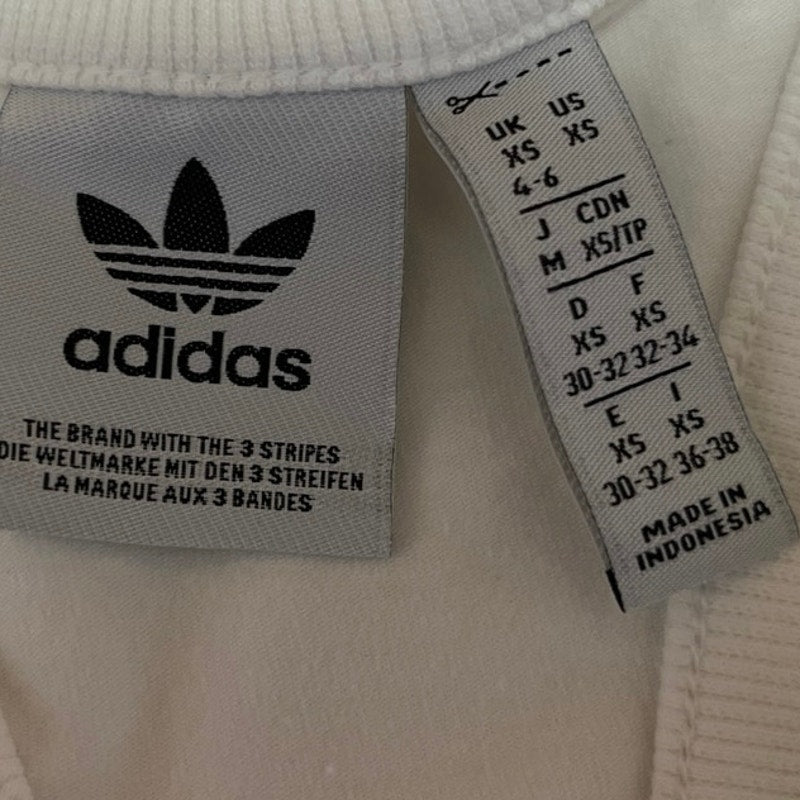 adidas
THE BRAND WITH THE 3 STRIPES
DIE WELTMARKE MIT DEN 3 STREIFEN
LA MARQUE AUX 3 BANDES
UK US
XS XS
4-6
J CDN
M XS/TP
D F
XS XS
30-32 32-34
E I
XS XS
30-32 36-38
MADE IN
INDONESIA